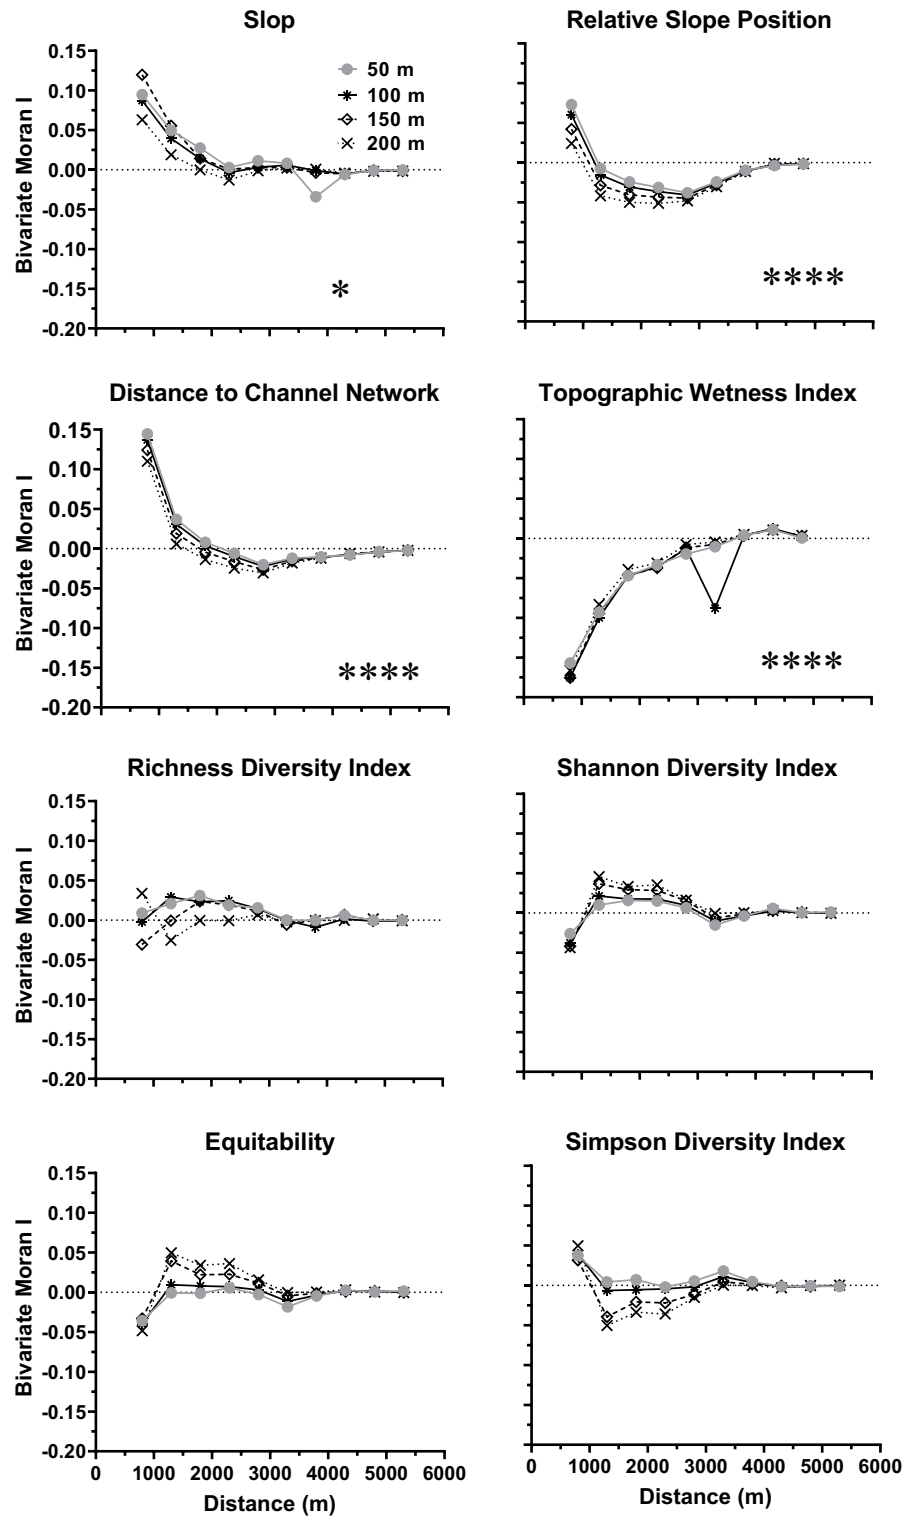 Slop
Relative Slope Position
0.15
0.10
0.05
0.00
-0.05
-0.10
-0.15
-0.20
Bivariate Moran I
50 m
100 m
150 m
200 m
*
****
Distance to Channel Network
Topographic Wetness Index
0.15
0.10
0.05
0.00
-0.05
-0.10
-0.15
-0.20
Bivariate Moran I
****
****
Richness Diversity Index
Shannon Diversity Index
0.15
0.10
0.05
0.00
-0.05
-0.10
-0.15
-0.20
Bivariate Moran I
Equitability
Simpson Diversity Index
0.15
0.10
0.05
0.00
-0.05
-0.10
-0.15
-0.20
Bivariate Moran I
0 1000 2000 3000 4000 5000 6000
Distance (m)
0 1000 2000 3000 4000 5000 6000
Distance (m)